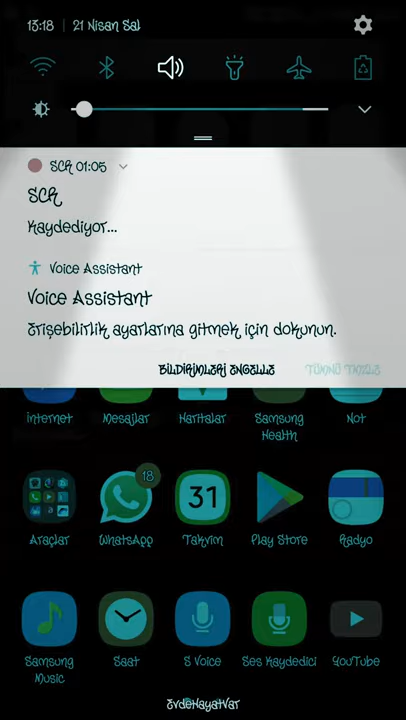 13:18 | 21 Nisan Sal
SCR 01:05
SCR
Kaydediyor...
Voice Assistant
Voice Assistant
Erişebilirlik ayarlarına gitmek için dokunun.
BİLDİRİMLERİ ENGELLE TÜMÜNÜ TMZLE
İnternet Mesajlar Haritalar Samsung Health Not
18
31
Araçlar WhatsApp Takvim Play Store Radyo
Samsung Music Saat S Voice Ses Kaydedici YouTube
EvdeHayatVar